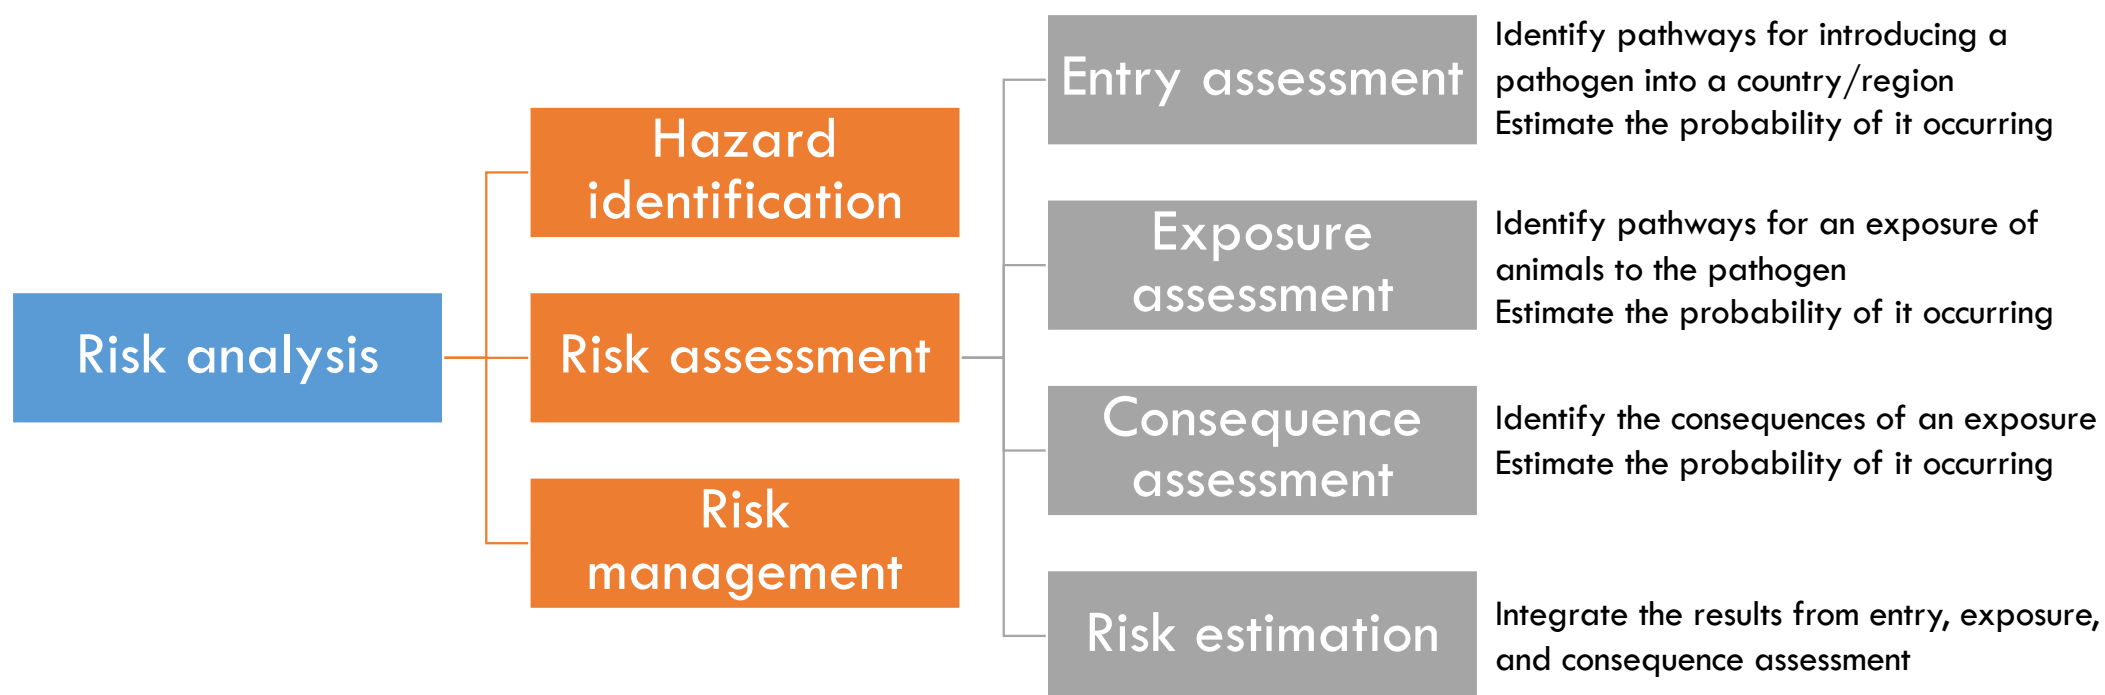 Risk analysis
Hazard
identification
Risk assessment
Risk
management
Entry assessment
Identify pathways for introducing a
pathogen into a country/region
Estimate the probability of it occurring
Exposure
assessment
Identify pathways for an exposure of
animals to the pathogen
Estimate the probability of it occurring
Consequence
assessment
Identify the consequences of an exposure
Estimate the probability of it occurring
Risk estimation
Integrate the results from entry, exposure,
and consequence assessment